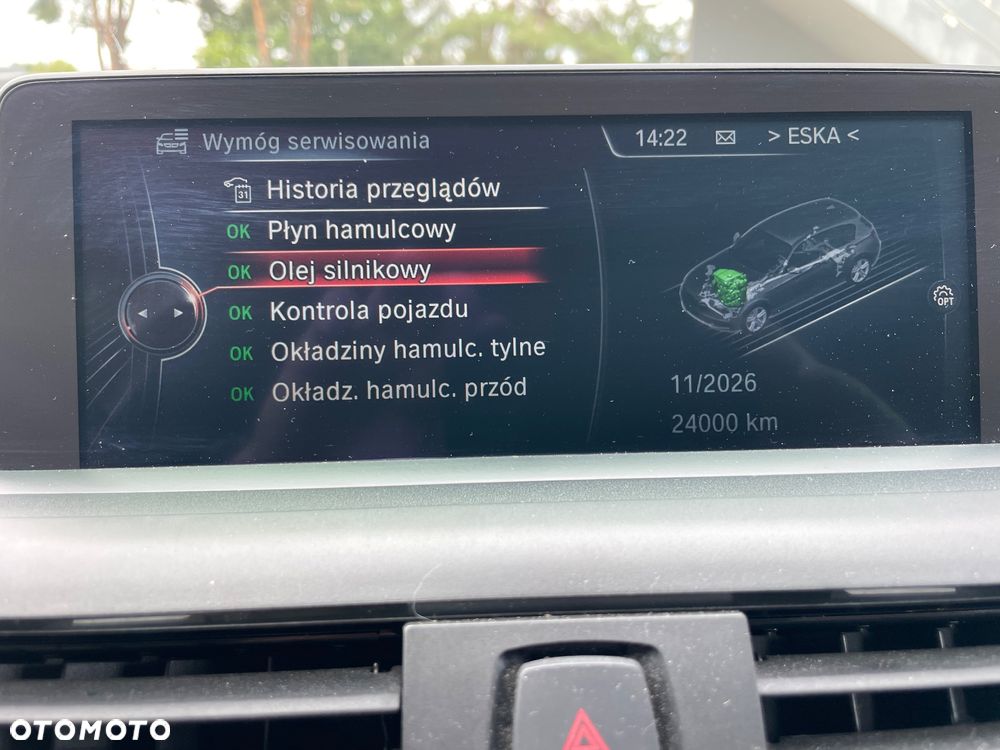 Wymóg serwisowania
14:22 > ESKA <
31 Historia przeglądów
OK Płyn hamulcowy
OK Olej silnikowy
OK Kontrola pojazdu
OK Okładziny hamulc. tylne
OK Okładz. hamulc. przód
OPT
11/2026
24000 km
OTOMOTO